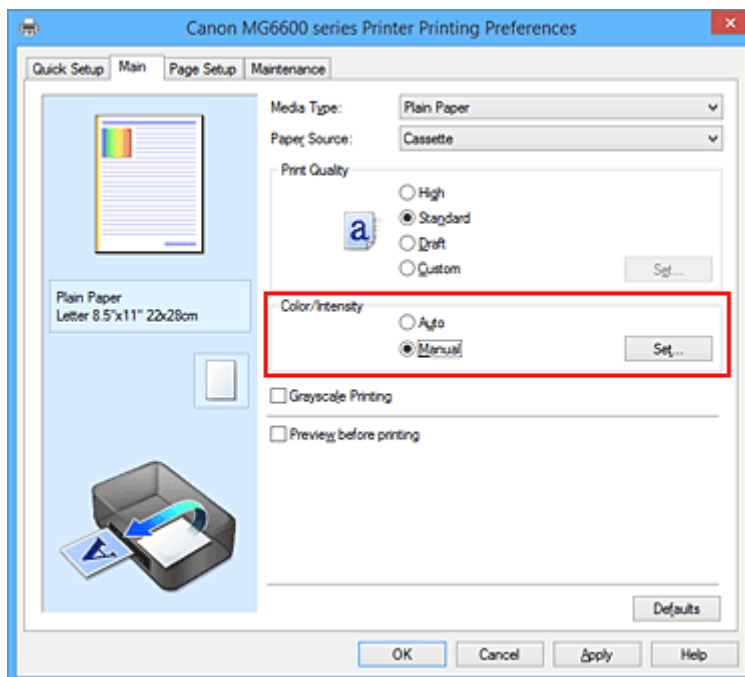 Canon MG6600 series Printer Printing Preferences
Quick Setup Main Page Setup Maintenance
Media Type: Plain Paper
Paper Source: Cassette
Print Quality
High
Standard
Draft
Custom Set...
Plain Paper
Letter 8.5"x11" 22x28cm
Color/Intensity
Auto
Manual Set...
Grayscale Printing
Preview before printing
Defaults
OK Cancel Apply Help